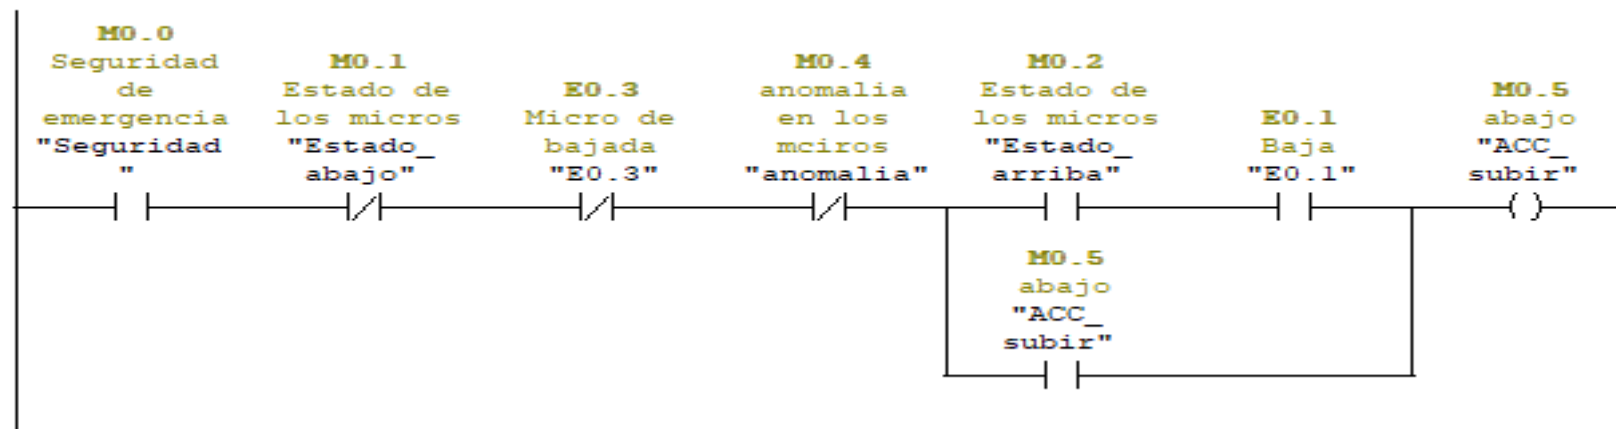 M0.0
Seguridad
de
emergencia
"Seguridad
"
M0.1
Estado de
los micros
"Estado_
abajo"
E0.3
Micro de
bajada
"E0.3"
M0.4
anomalia
en los
mciros
"anomalia"
M0.2
Estado de
los micros
"Estado_
arriba"
E0.1
Baja
"E0.1"
M0.5
abajo
"ACC_
subir"
M0.5
abajo
"ACC_
subir"